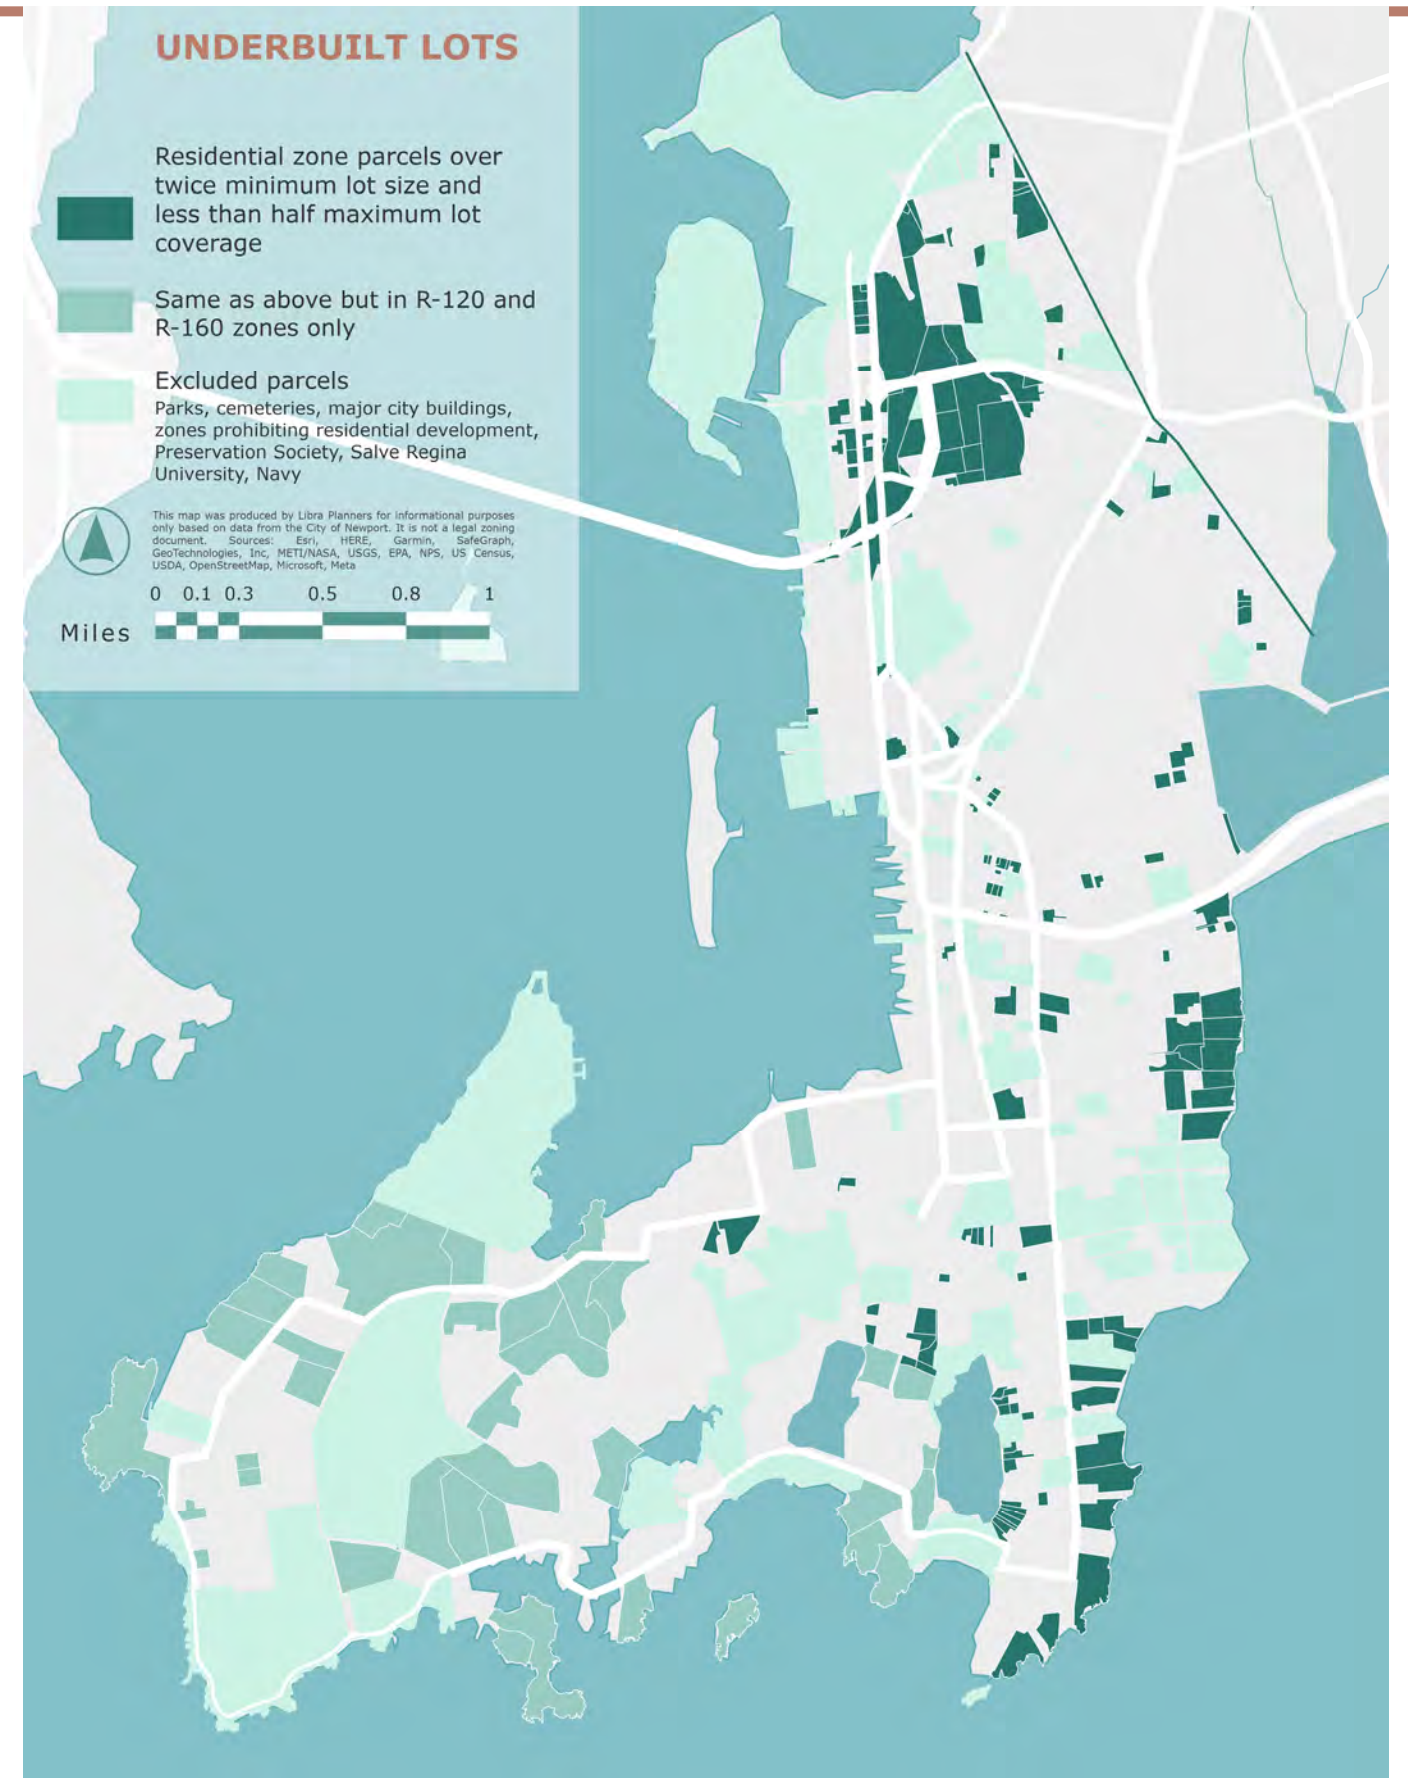 UNDERBUILT LOTS
Residential zone parcels over
twice minimum lot size and
less than half maximum lot
coverage
Same as above but in R-120 and
R-160 zones only
Excluded parcels
Parks, cemeteries, major city buildings,
zones prohibiting residential development,
Preservation Society, Salve Regina
University, Navy
This map was produced by Libra Planners for informational purposes
only based on data from the City of Newport. It is not a legal zoning
document. Sources: Esri, HERE, Garmin, SafeGraph,
GeoTechnologies, Inc, METI/NASA, USGS, EPA, NPS, US Census,
USDA, OpenStreetMap, Microsoft, Meta
0 0.1 0.3 0.5 0.8 1
Miles